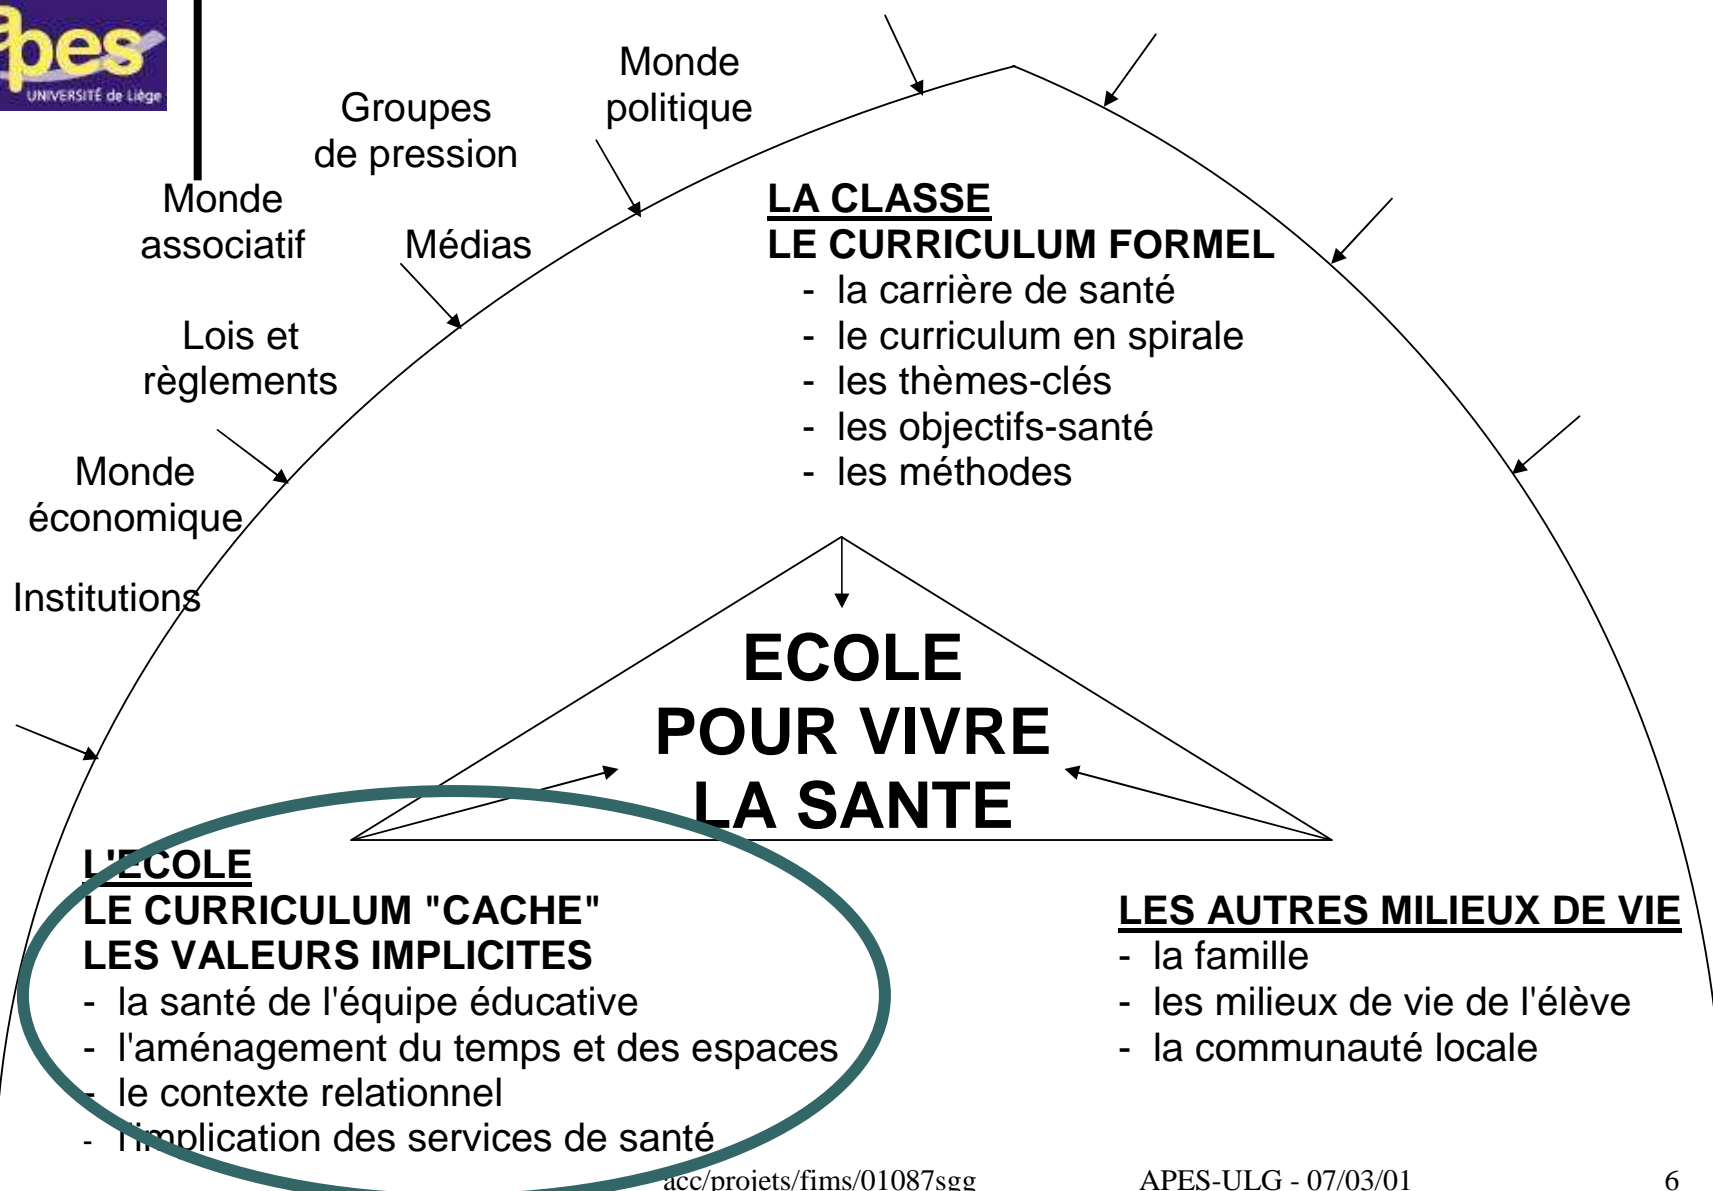 apes
UNIVERSITÉ de Liège
Monde
politique
Groupes
de pression
Monde
associatif
Médias
Lois et
règlements
Monde
économique
Institutions
LA CLASSE
LE CURRICULUM FORMEL
- la carrière de santé
- le curriculum en spirale
- les thèmes-clés
- les objectifs-santé
- les méthodes
ECOLE
POUR VIVRE
LA SANTE
L'ECOLE
LE CURRICULUM "CACHE"
LES VALEURS IMPLICITES
- la santé de l'équipe éducative
- l'aménagement du temps et des espaces
- le contexte relationnel
- l'implication des services de santé
LES AUTRES MILIEUX DE VIE
- la famille
- les milieux de vie de l'élève
- la communauté locale
acc/projets/fims/01087sgg
APES-ULG - 07/03/01
6